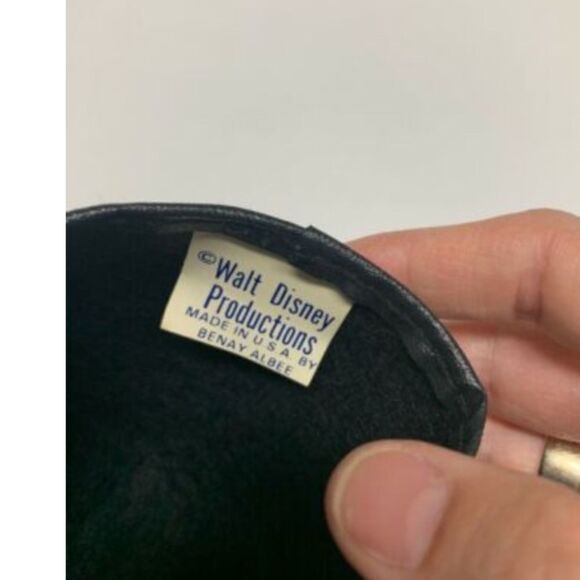 ©Walt Disney
Productions
MADE IN U.S.A. BY
BENAY ALBEE